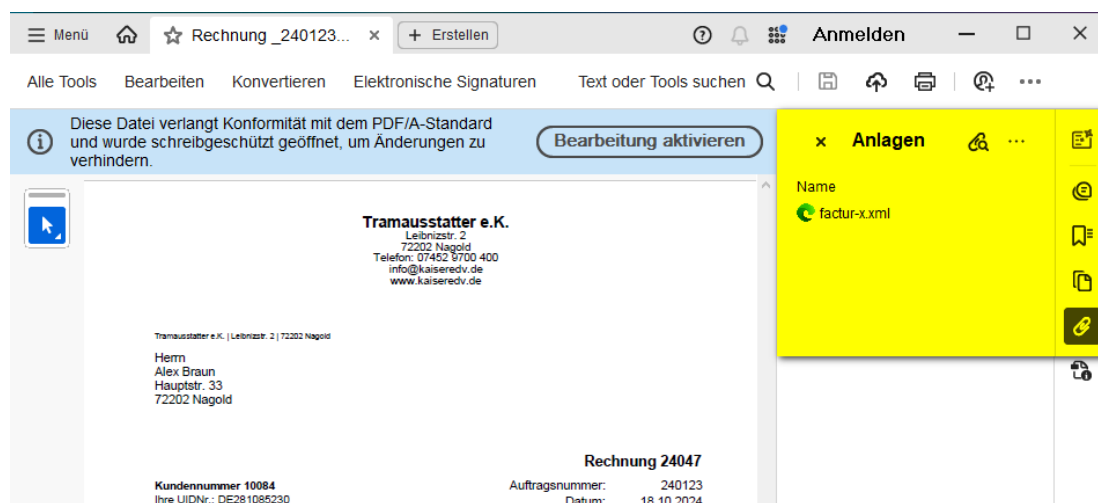 Menü
Rechnung _240123...
+ Erstellen
Anmelden
Alle Tools
Bearbeiten
Konvertieren
Elektronische Signaturen
Text oder Tools suchen
Diese Datei verlangt Konformität mit dem PDF/A-Standard
und wurde schreibgeschützt geöffnet, um Änderungen zu
verhindern.
Bearbeitung aktivieren
Anlagen
Name
factur-x.xml
Tramausstatter e.K.
Leibnizstr. 2
72202 Nagold
Telefon: 07452 9700 400
info@kaiseredv.de
www.kaiseredv.de
Tramausstatter e.K. | Leibnizstr. 2 | 72202 Nagold
Herrn
Alex Braun
Hauptstr. 33
72202 Nagold
Rechnung 24047
Kundennummer 10084
Auftragsnummer: 240123
Ihre UIDNr.: DE281085230
Datum: 18.10.2024